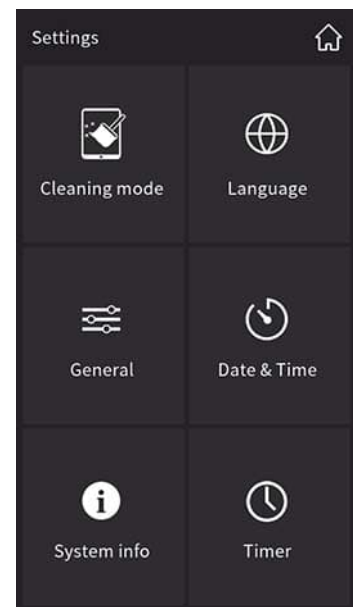 Settings
Cleaning mode
Language
General
Date & Time
System info
Timer